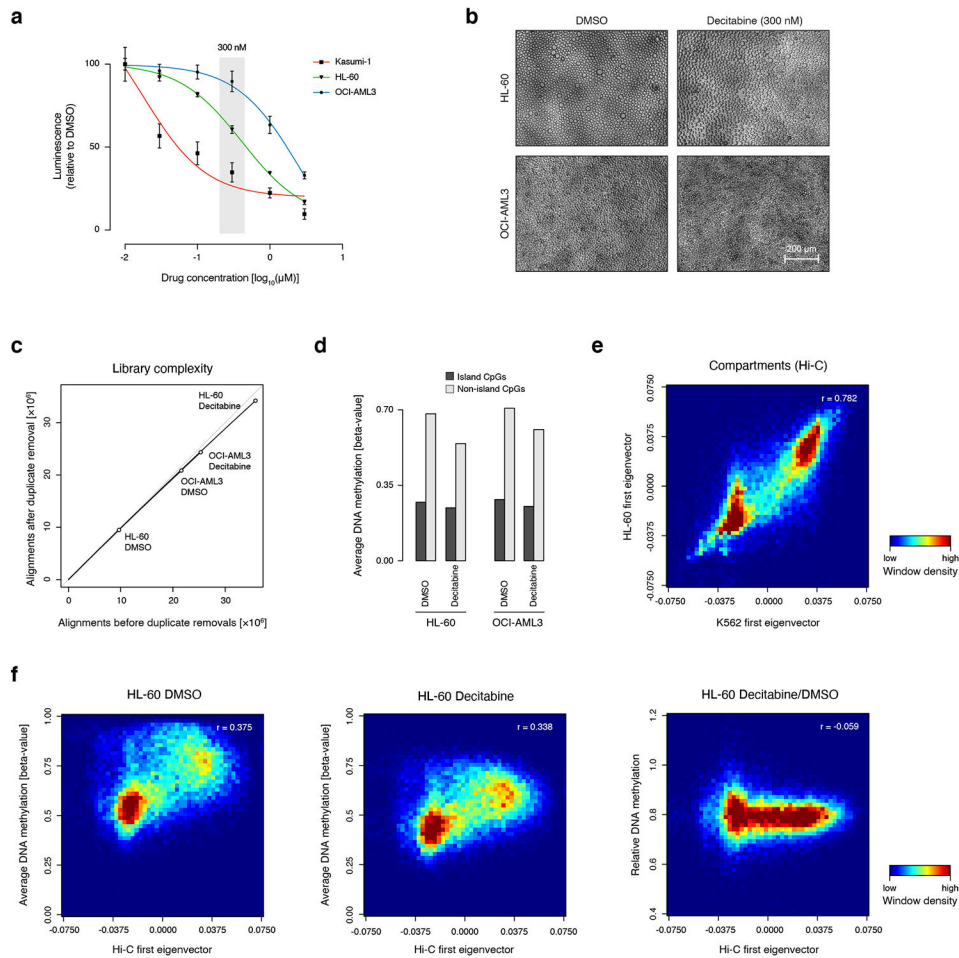 a
300 nM
Kasumi-1
HL-60
OCI-AML3
100
50
0
Luminescence
(relative to DMSO)
-2
-1
0
1
Drug concentration [log10(µM)]
b
DMSO
Decitabine (300 nM)
HL-60
OCI-AML3
200 µm
c
Library complexity
HL-60
Decitabine
OCI-AML3
Decitabine
OCI-AML3
DMSO
HL-60
DMSO
Alignments after duplicate removal [×10⁶]
0
10
20
30
0
10
20
30
Alignments before duplicate removals [×10⁶]
d
Island CpGs
Non-island CpGs
Average DNA methylation [beta-value]
0.70
0.35
0.00
DMSO
Decitabine
DMSO
Decitabine
HL-60
OCI-AML3
e
Compartments (Hi-C)
r = 0.782
HL-60 first eigenvector
0.0750
0.0375
0.0000
-0.0375
-0.0750
-0.0750
-0.0375
0.0000
0.0375
0.0750
K562 first eigenvector
low
high
Window density
f
HL-60 DMSO
r = 0.375
Average DNA methylation [beta-value]
1.00
0.75
0.5
0.25
0.00
-0.0750
-0.0375
0.0000
0.0375
0.0750
Hi-C first eigenvector
HL-60 Decitabine
r = 0.338
Average DNA methylation [beta-value]
1.00
0.75
0.5
0.25
0.00
-0.0750
-0.0375
0.0000
0.0375
0.0750
Hi-C first eigenvector
HL-60 Decitabine/DMSO
r = -0.059
Relative DNA methylation
1.2
1.0
0.8
0.6
0.4
-0.0750
-0.0375
0.0000
0.0375
0.0750
Hi-C first eigenvector
low
high
Window density